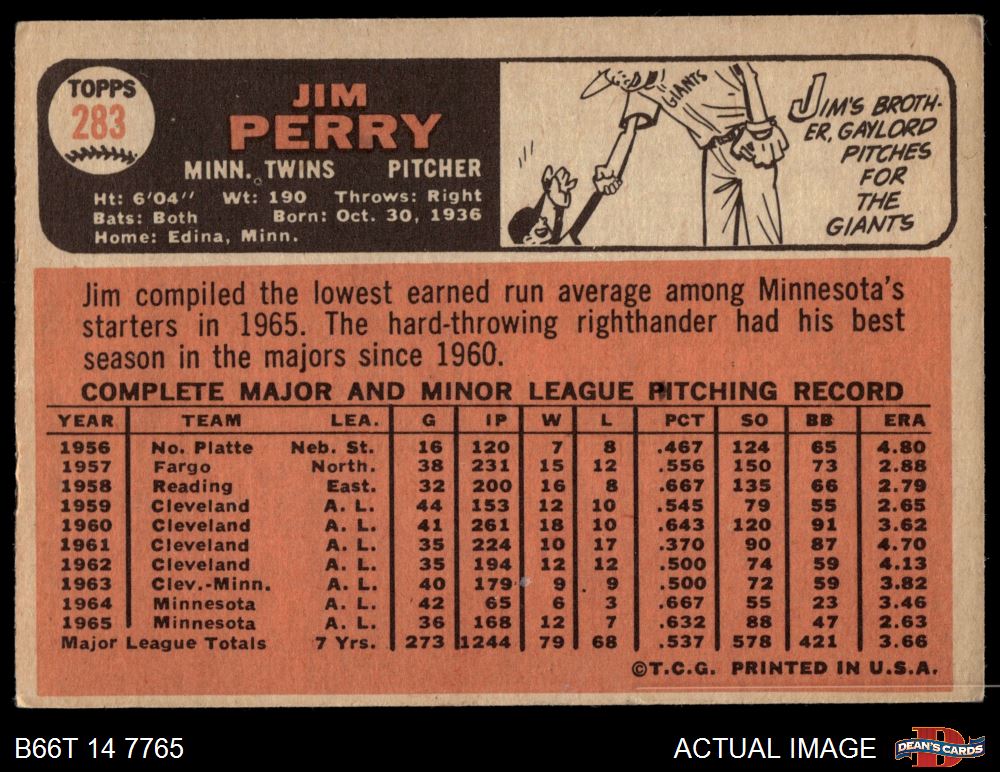 TOPPS
283
JIM
PERRY
MINN. TWINS PITCHER
Ht: 6'04" Wt: 190 Throws: Right
Bats: Both Born: Oct. 30, 1936
Home: Edina, Minn.
GIANTS
JIM'S BROTH-
ER, GAYLORD
PITCHES
FOR
THE
GIANTS
Jim compiled the lowest earned run average among Minnesota's
starters in 1965. The hard-throwing righthander had his best
season in the majors since 1960.
COMPLETE MAJOR AND MINOR LEAGUE PITCHING RECORD
YEAR TEAM LEA. G IP W L PCT SO BB ERA
1956 No. Platte Neb. St. 16 120 7 8 .467 124 65 4.80
1957 Fargo North. 38 231 15 12 .556 150 73 2.88
1958 Reading East. 32 200 16 8 .667 135 66 2.79
1959 Cleveland A. L. 44 153 12 10 .545 79 55 2.65
1960 Cleveland A. L. 41 261 18 10 .643 120 91 3.62
1961 Cleveland A. L. 35 224 10 17 .370 90 87 4.70
1962 Cleveland A. L. 35 194 12 12 .500 74 59 4.13
1963 Clev.-Minn. A. L. 40 179 9 9 .500 72 59 3.82
1964 Minnesota A. L. 42 65 6 3 .667 55 23 3.46
1965 Minnesota A. L. 36 168 12 7 .632 88 47 2.63
Major League Totals 7 Yrs. 273 1244 79 68 .537 578 421 3.66
©T.C.G. PRINTED IN U.S.A.
B66T 14 7765 ACTUAL IMAGE
DEAN'S CARDS